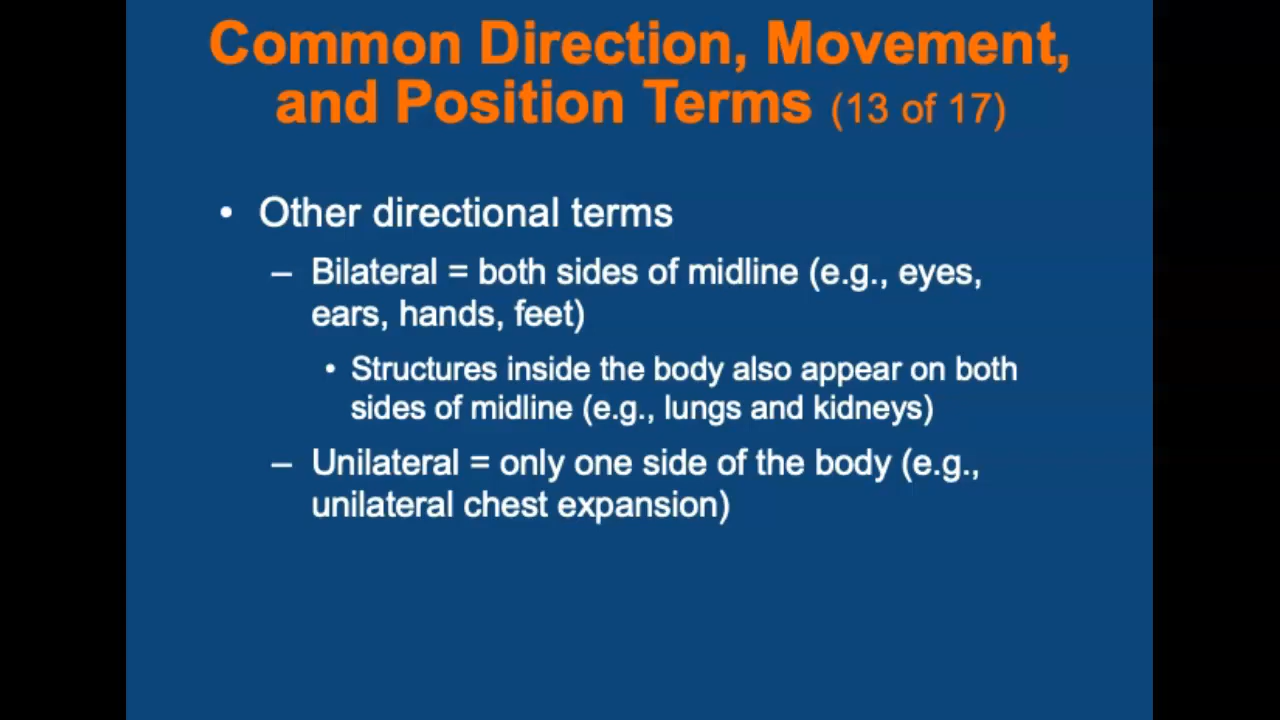 Common Direction, Movement,
and Position Terms (13 of 17)
• Other directional terms
– Bilateral = both sides of midline (e.g., eyes,
ears, hands, feet)
• Structures inside the body also appear on both
sides of midline (e.g., lungs and kidneys)
– Unilateral = only one side of the body (e.g.,
unilateral chest expansion)